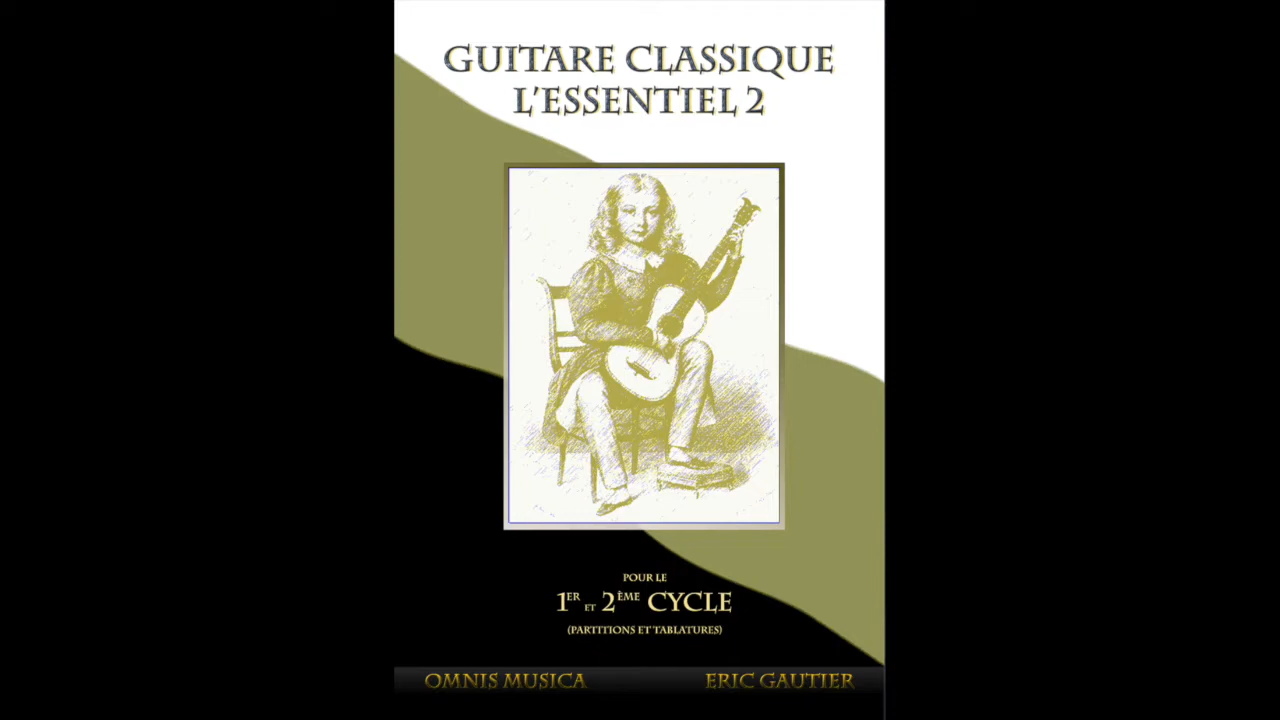 GUITARE CLASSIQUE
L'ESSENTIEL 2
POUR LE
1ER ET 2ÈME CYCLE
(PARTITIONS ET TABLATURES)
OMNIS MUSICA ERIC GAUTIER